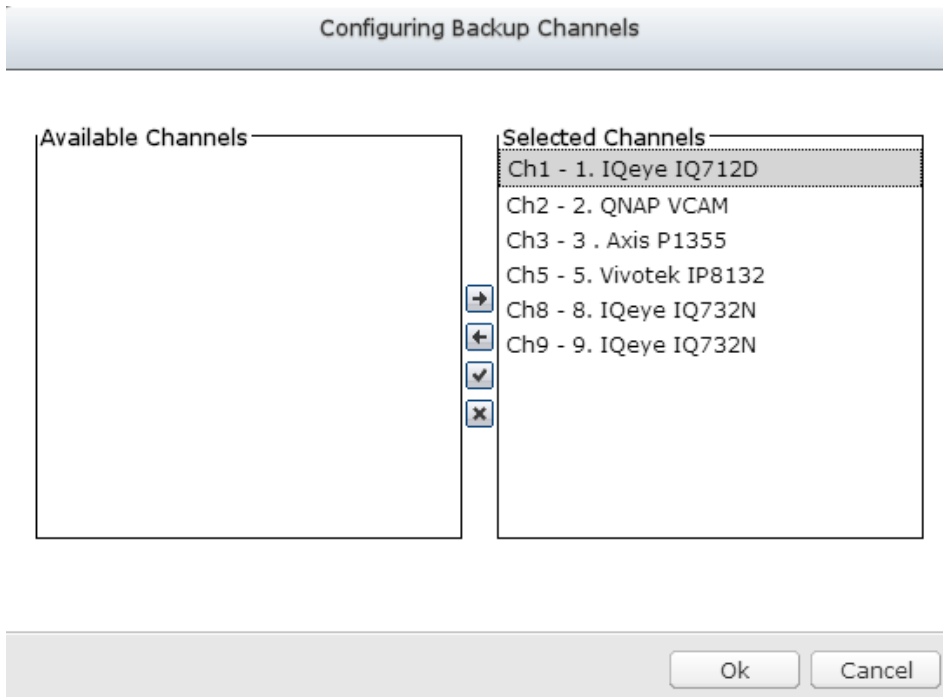 Configuring Backup Channels
Available Channels
Selected Channels
Ch1 - 1. IQeye IQ712D
Ch2 - 2. QNAP VCAM
Ch3 - 3 . Axis P1355
Ch5 - 5. Vivotek IP8132
Ch8 - 8. IQeye IQ732N
Ch9 - 9. IQeye IQ732N
Ok
Cancel